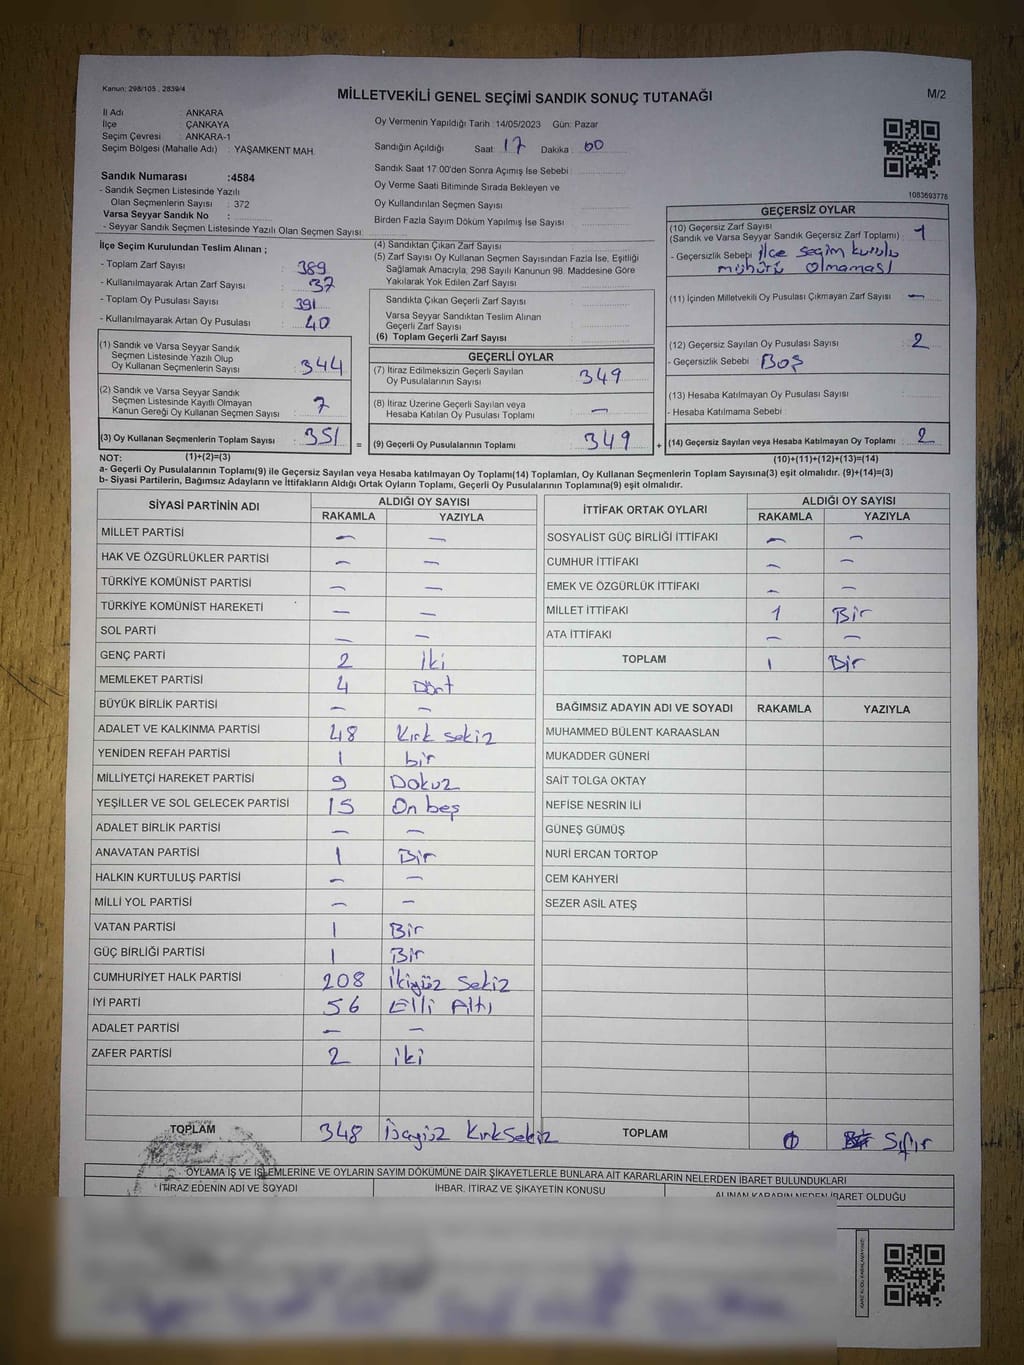 Kanun: 298/105 , 2839/4
MİLLETVEKİLİ GENEL SEÇİMİ SANDIK SONUÇ TUTANAĞI
M/2
İl Adı : ANKARA
İlçe : ÇANKAYA
Seçim Çevresi : ANKARA-1
Seçim Bölgesi (Mahalle Adı) : YAŞAMKENT MAH.
Sandık Numarası :4584
- Sandık Seçmen Listesinde Yazılı
Olan Seçmenlerin Sayısı : 372
Varsa Seyyar Sandık No :
- Seyyar Sandık Seçmen Listesinde Yazılı Olan Seçmen Sayısı:
Oy Vermenin Yapıldığı Tarih :14/05/2023 Gün: Pazar
Sandığın Açıldığı Saat: 17 Dakika : 00
Sandık Saat 17:00'den Sonra Açımış İse Sebebi :
Oy Verme Saati Bitiminde Sırada Bekleyen ve
Oy Kullandırılan Seçmen Sayısı
Birden Fazla Sayım Döküm Yapılmış İse Sayısı
1083693776
İlçe Seçim Kurulundan Teslim Alınan ;
- Toplam Zarf Sayısı : 389
- Kullanılmayarak Artan Zarf Sayısı : 37
- Toplam Oy Pusulası Sayısı : 391
- Kullanılmayarak Artan Oy Pusulası : 40
(1) Sandık ve Varsa Seyyar Sandık
Seçmen Listesinde Yazılı Olup
Oy Kullanan Seçmenlerin Sayısı : 344
(2) Sandık ve Varsa Seyyar Sandık
Seçmen Listesinde Kayıtlı Olmayan
Kanun Gereği Oy Kullanan Seçmen Sayısı : 7
(3) Oy Kullanan Seçmenlerin Toplam Sayısı : 351
(4) Sandıktan Çıkan Zarf Sayısı
(5) Zarf Sayısı Oy Kullanan Seçmen Sayısından Fazla İse, Eşitliği
Sağlamak Amacıyla, 298 Sayılı Kanunun 98. Maddesine Göre
Yakılarak Yok Edilen Zarf Sayısı
Sandıkta Çıkan Geçerli Zarf Sayısı :
Varsa Seyyar Sandıktan Teslim Alınan
Geçerli Zarf Sayısı
(6) Toplam Geçerli Zarf Sayısı
GEÇERLİ OYLAR
(7) İtiraz Edilmeksizin Geçerli Sayılan
Oy Pusulalarının Sayısı : 349
(8) İtiraz Üzerine Geçerli Sayılan veya
Hesaba Katılan Oy Pusulası Toplamı : –
= (9) Geçerli Oy Pusulalarının Toplamı : 349
GEÇERSİZ OYLAR
(10) Geçersiz Zarf Sayısı
(Sandık ve Varsa Seyyar Sandık Geçersiz Zarf Toplamı) : 1
- Geçersizlik Sebebi : ilçe seçim kurulu
mühürü olmaması
(11) İçinden Milletvekili Oy Pusulası Çıkmayan Zarf Sayısı : –
(12) Geçersiz Sayılan Oy Pusulası Sayısı : 2
- Geçersizlik Sebebi : Boş
(13) Hesaba Katılmayan Oy Pusulası Sayısı :
- Hesaba Katılmama Sebebi :
+ (14) Geçersiz Sayılan veya Hesaba Katılmayan Oy Toplamı : 2
NOT: (1)+(2)=(3)
(10)+(11)+(12)+(13)=(14)
a- Geçerli Oy Pusulalarının Toplamı(9) ile Geçersiz Sayılan veya Hesaba katılmayan Oy Toplamı(14) Toplamları, Oy Kullanan Seçmenlerin Toplam Sayısına(3) eşit olmalıdır. (9)+(14)=(3)
b- Siyasi Partilerin, Bağımsız Adayların ve İttifakların Aldığı Ortak Oyların Toplamı, Geçerli Oy Pusulalarının Toplamına(9) eşit olmalıdır.
SİYASİ PARTİNİN ADI
ALDIĞI OY SAYISI
RAKAMLA YAZIYLA
MİLLET PARTİSİ – –
HAK VE ÖZGÜRLÜKLER PARTİSİ – –
TÜRKİYE KOMÜNİST PARTİSİ – –
TÜRKİYE KOMÜNİST HAREKETİ – –
SOL PARTİ – –
GENÇ PARTİ 2 iki
MEMLEKET PARTİSİ 4 Dört
BÜYÜK BİRLİK PARTİSİ – –
ADALET VE KALKINMA PARTİSİ 48 Kırk sekiz
YENİDEN REFAH PARTİSİ 1 bir
MİLLİYETÇİ HAREKET PARTİSİ 9 Dokuz
YEŞİLLER VE SOL GELECEK PARTİSİ 15 On beş
ADALET BİRLİK PARTİSİ – –
ANAVATAN PARTİSİ 1 Bir
HALKIN KURTULUŞ PARTİSİ – –
MİLLİ YOL PARTİSİ – –
VATAN PARTİSİ 1 Bir
GÜÇ BİRLİĞİ PARTİSİ 1 Bir
CUMHURİYET HALK PARTİSİ 208 İkiyüz Sekiz
İYİ PARTİ 56 Elli Altı
ADALET PARTİSİ – –
ZAFER PARTİSİ 2 iki
TOPLAM 348 üçyüz KırkSekiz
İTTİFAK ORTAK OYLARI
ALDIĞI OY SAYISI
RAKAMLA YAZIYLA
SOSYALİST GÜÇ BİRLİĞİ İTTİFAKI – –
CUMHUR İTTİFAKI – –
EMEK VE ÖZGÜRLÜK İTTİFAKI – –
MİLLET İTTİFAKI 1 Bir
ATA İTTİFAKI – –
TOPLAM 1 Bir
BAĞIMSIZ ADAYIN ADI VE SOYADI RAKAMLA YAZIYLA
MUHAMMED BÜLENT KARAASLAN
MUKADDER GÜNERİ
SAİT TOLGA OKTAY
NEFİSE NESRİN İLİ
GÜNEŞ GÜMÜŞ
NURİ ERCAN TORTOP
CEM KAHYERİ
SEZER ASİL ATEŞ
TOPLAM 0 Sıfır
OYLAMA İŞ VE İŞLEMLERİNE VE OYLARIN SAYIM DÖKÜMÜNE DAİR ŞİKAYETLERLE BUNLARA AİT KARARLARIN NELERDEN İBARET BULUNDUKLARI
İTİRAZ EDENİN ADI VE SOYADI
İHBAR, İTİRAZ VE ŞİKAYETİN KONUSU
ALINAN KARARIN NEDEN İBARET OLDUĞU